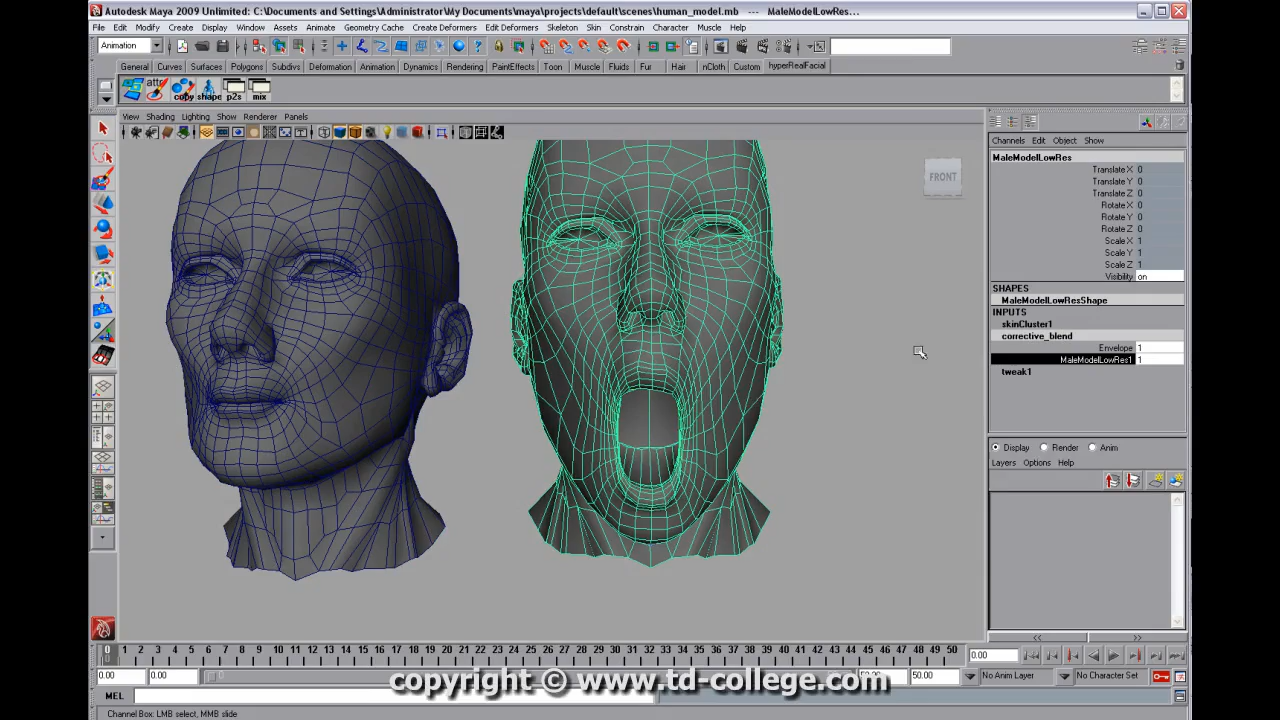 Autodesk Maya 2009 Unlimited: C:\Documents and Settings\Administrator\My Documents\maya\projects\default\scenes\human_model.mb --- MaleModelLowRes...
File Edit Modify Create Display Window Assets Animate Geometry Cache Create Deformers Edit Deformers Skeleton Skin Constrain Character Muscle Help
Animation
General Curves Surfaces Polygons Subdivs Deformation Animation Dynamics Rendering PaintEffects Toon Muscle Fluids Fur Hair nCloth Custom hyperRealFacial
attr
copy shape p2s mix
View Shading Lighting Show Renderer Panels
FRONT
Channels Edit Object Show
MaleModelLowRes
Translate X 0
Translate Y 0
Translate Z 0
Rotate X 0
Rotate Y 0
Rotate Z 0
Scale X 1
Scale Y 1
Scale Z 1
Visibility on
SHAPES
MaleModelLowResShape
INPUTS
skinCluster1
corrective_blend
Envelope 1
MaleModelLowRes1 1
tweak1
Display Render Anim
Layers Options Help
0 1 2 3 4 5 6 7 8 9 10 11 12 13 14 15 16 17 18 19 20 21 22 23 24 25 26 27 28 29 30 31 32 33 34 35 36 37 38 39 40 41 42 43 44 45 46 47 48 49 50
0.00
0.00 0.00 50.00 50.00 No Anim Layer No Character Set
copyright © www.td-college.com
MEL
Channel Box: LMB select, MMB slide